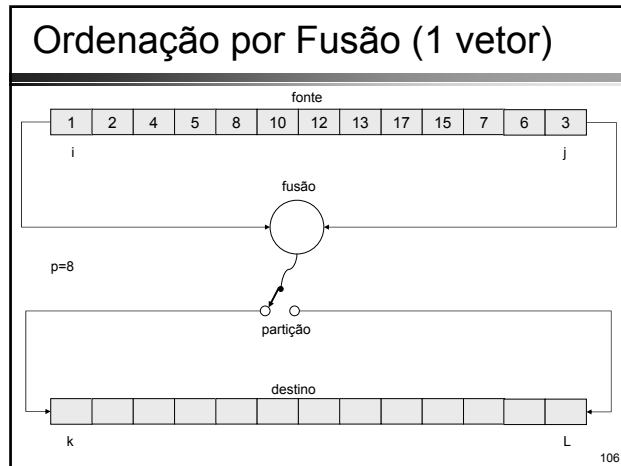 Ordenação por Fusão (1 vetor)
fonte
1 2 4 5 8 10 12 13 17 15 7 6 3
i j
fusão
p=8
partição
destino
k L
106